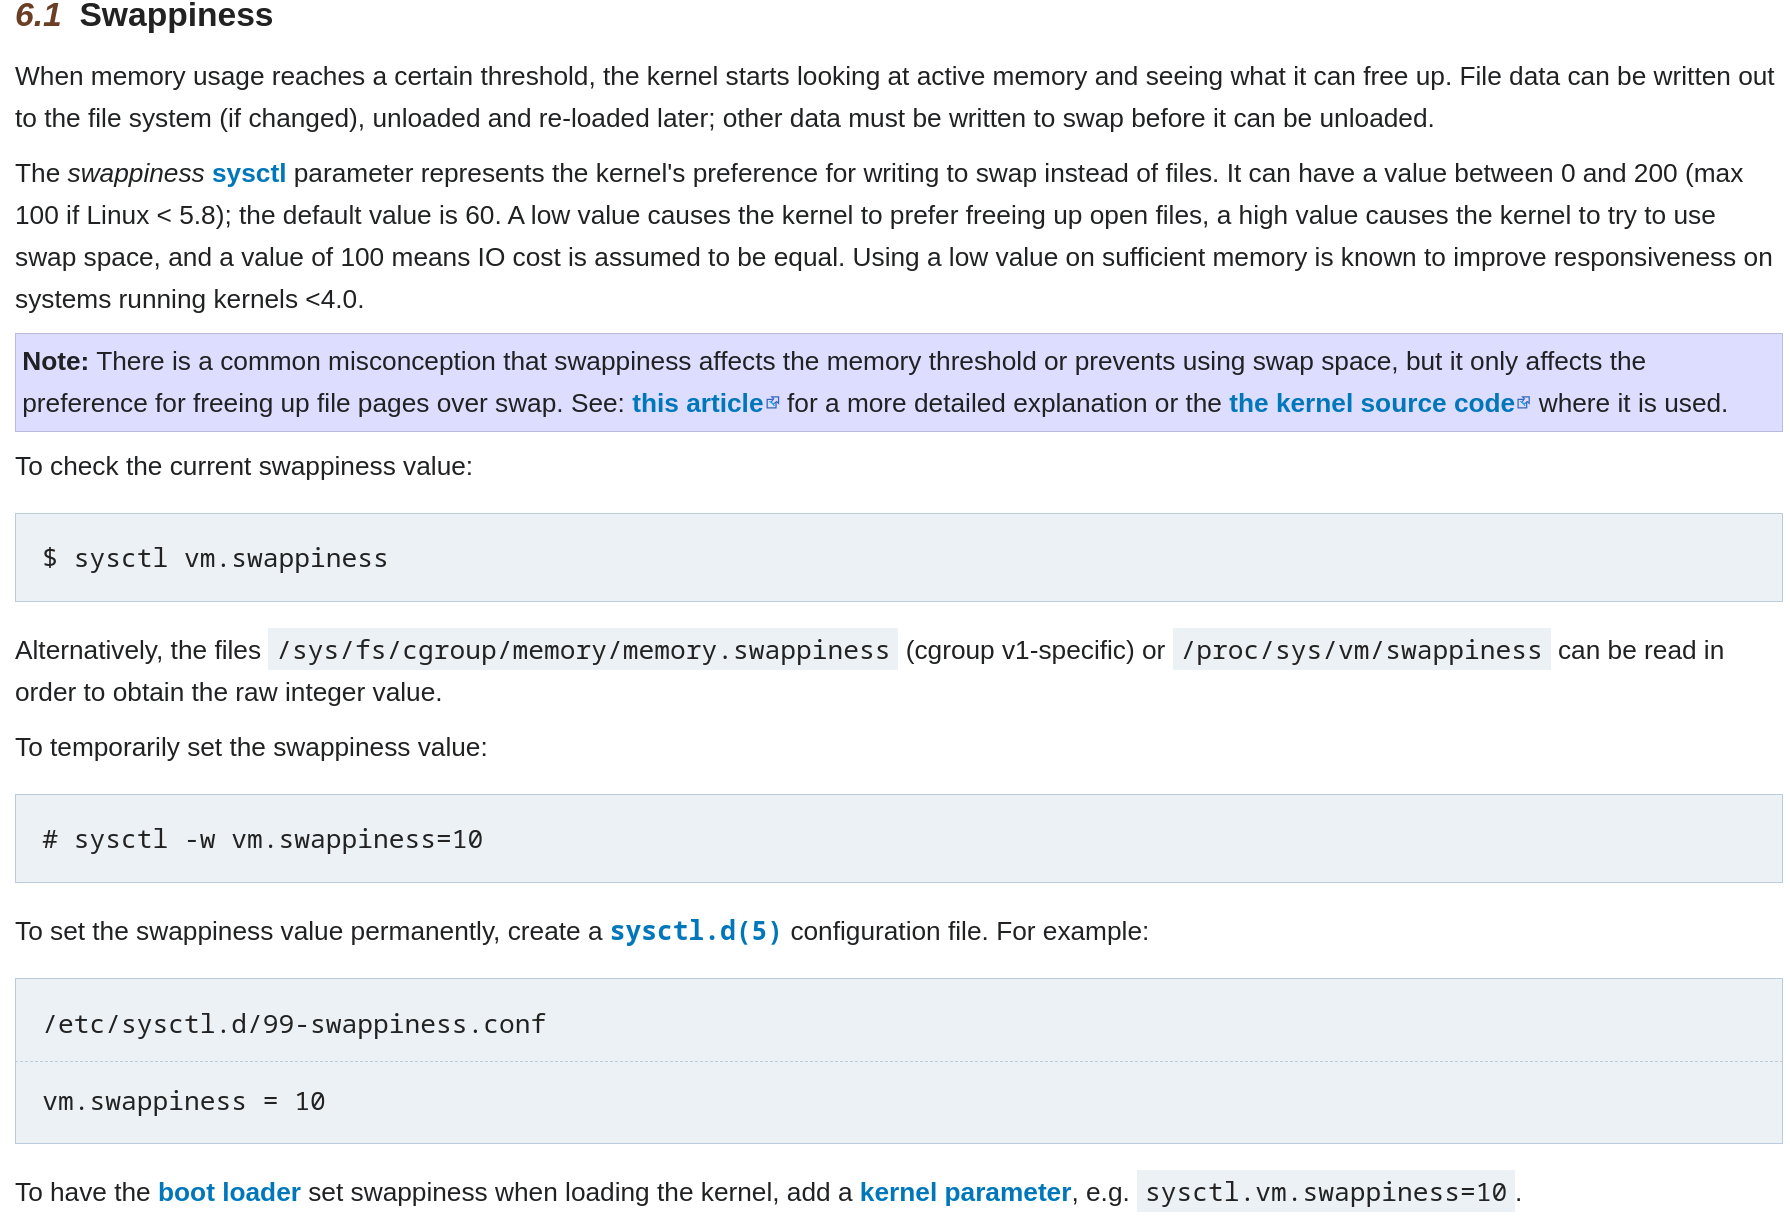 6.1 Swappiness
When memory usage reaches a certain threshold, the kernel starts looking at active memory and seeing what it can free up. File data can be written out
to the file system (if changed), unloaded and re-loaded later; other data must be written to swap before it can be unloaded.
The swappiness sysctl parameter represents the kernel's preference for writing to swap instead of files. It can have a value between 0 and 200 (max
100 if Linux < 5.8); the default value is 60. A low value causes the kernel to prefer freeing up open files, a high value causes the kernel to try to use
swap space, and a value of 100 means IO cost is assumed to be equal. Using a low value on sufficient memory is known to improve responsiveness on
systems running kernels <4.0.
Note: There is a common misconception that swappiness affects the memory threshold or prevents using swap space, but it only affects the
preference for freeing up file pages over swap. See: this article for a more detailed explanation or the the kernel source code where it is used.
To check the current swappiness value:
$ sysctl vm.swappiness
Alternatively, the files /sys/fs/cgroup/memory/memory.swappiness (cgroup v1-specific) or /proc/sys/vm/swappiness can be read in
order to obtain the raw integer value.
To temporarily set the swappiness value:
# sysctl -w vm.swappiness=10
To set the swappiness value permanently, create a sysctl.d(5) configuration file. For example:
/etc/sysctl.d/99-swappiness.conf
vm.swappiness = 10
To have the boot loader set swappiness when loading the kernel, add a kernel parameter, e.g. sysctl.vm.swappiness=10.